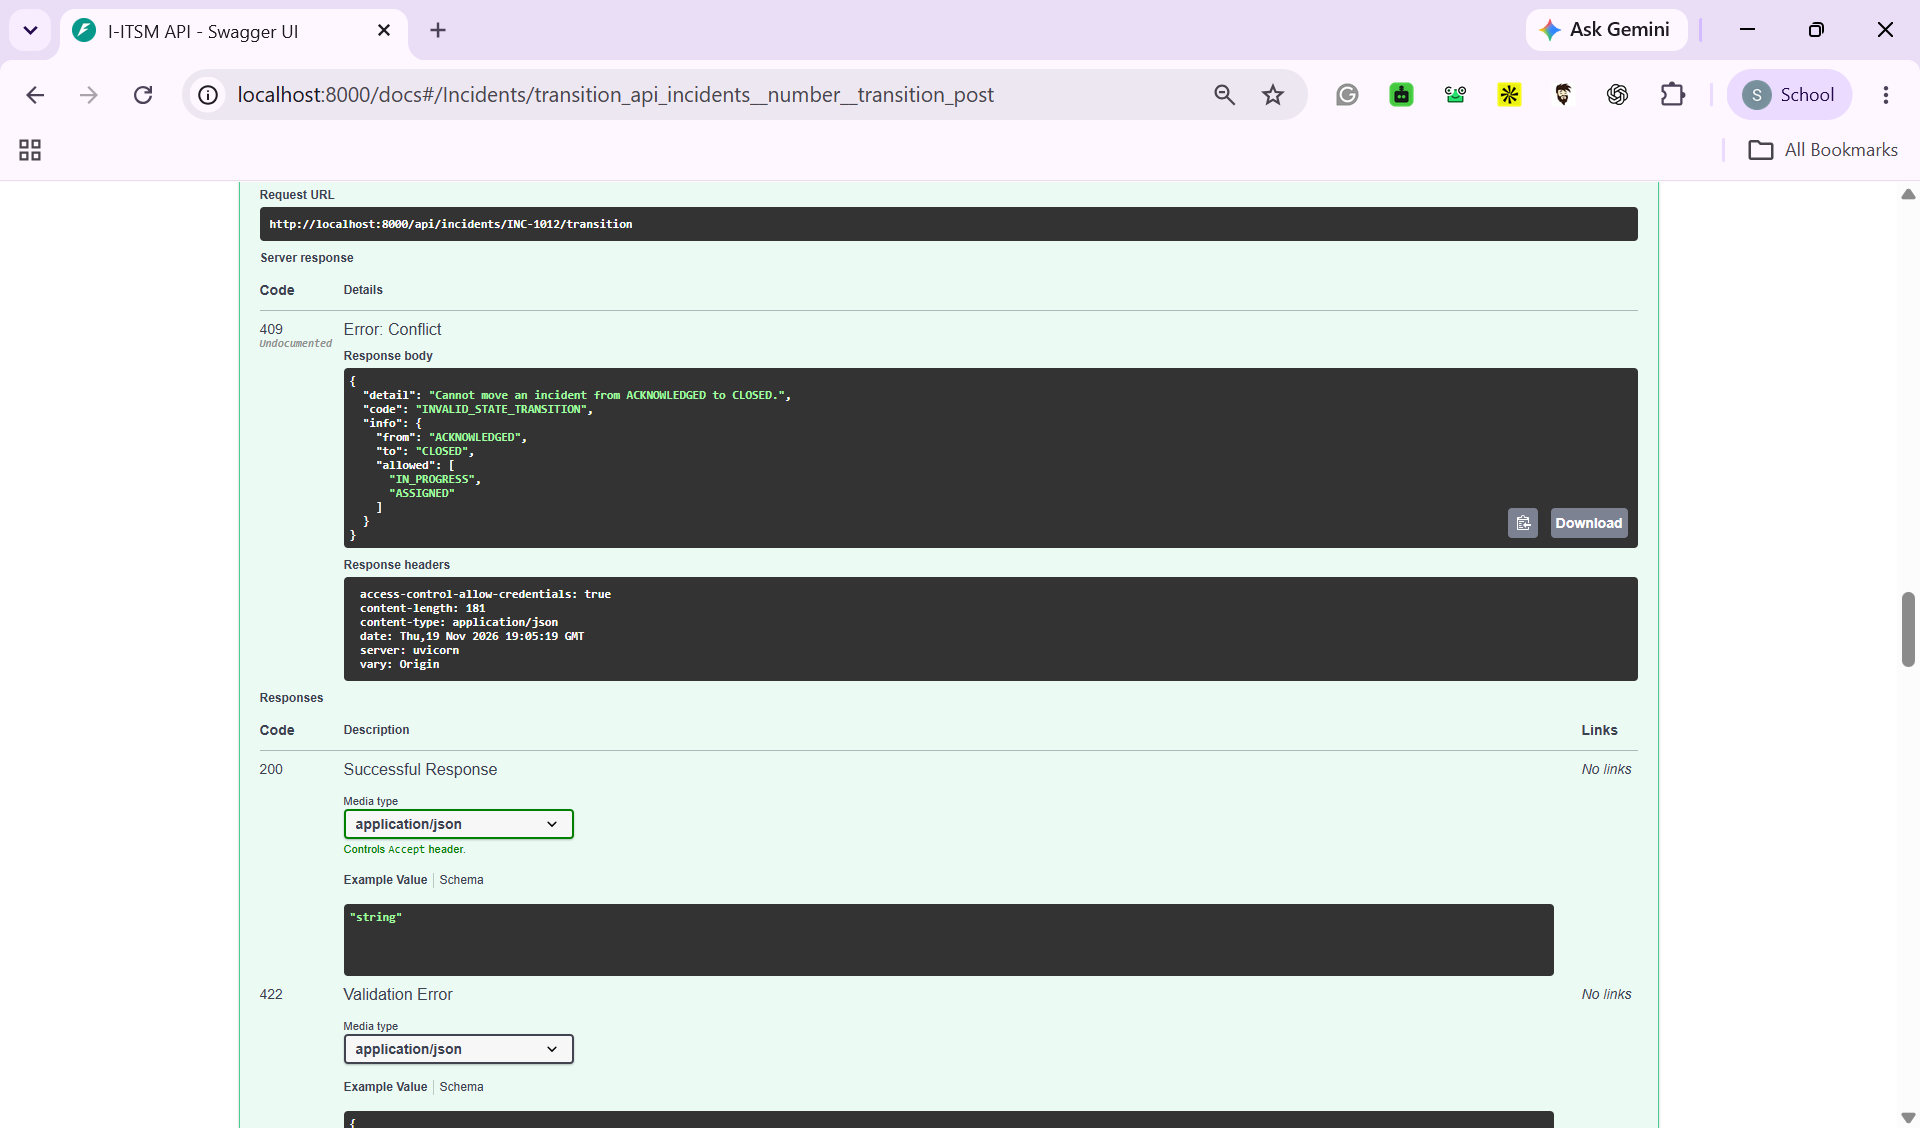 I-ITSM API - Swagger UI
Ask Gemini
localhost:8000/docs#/Incidents/transition_api_incidents__number__transition_post
S School
All Bookmarks
Request URL
http://localhost:8000/api/incidents/INC-1012/transition
Server response
Code Details
409 Error: Conflict
Undocumented
Response body
{
"detail": "Cannot move an incident from ACKNOWLEDGED to CLOSED.",
"code": "INVALID_STATE_TRANSITION",
"info": {
"from": "ACKNOWLEDGED",
"to": "CLOSED",
"allowed": [
"IN_PROGRESS",
"ASSIGNED"
]
}
}
Download
Response headers
access-control-allow-credentials: true
content-length: 181
content-type: application/json
date: Thu,19 Nov 2026 19:05:19 GMT
server: uvicorn
vary: Origin
Responses
Code Description Links
200 Successful Response No links
Media type
application/json
Controls Accept header.
Example Value Schema
"string"
422 Validation Error No links
Media type
application/json
Example Value Schema
{